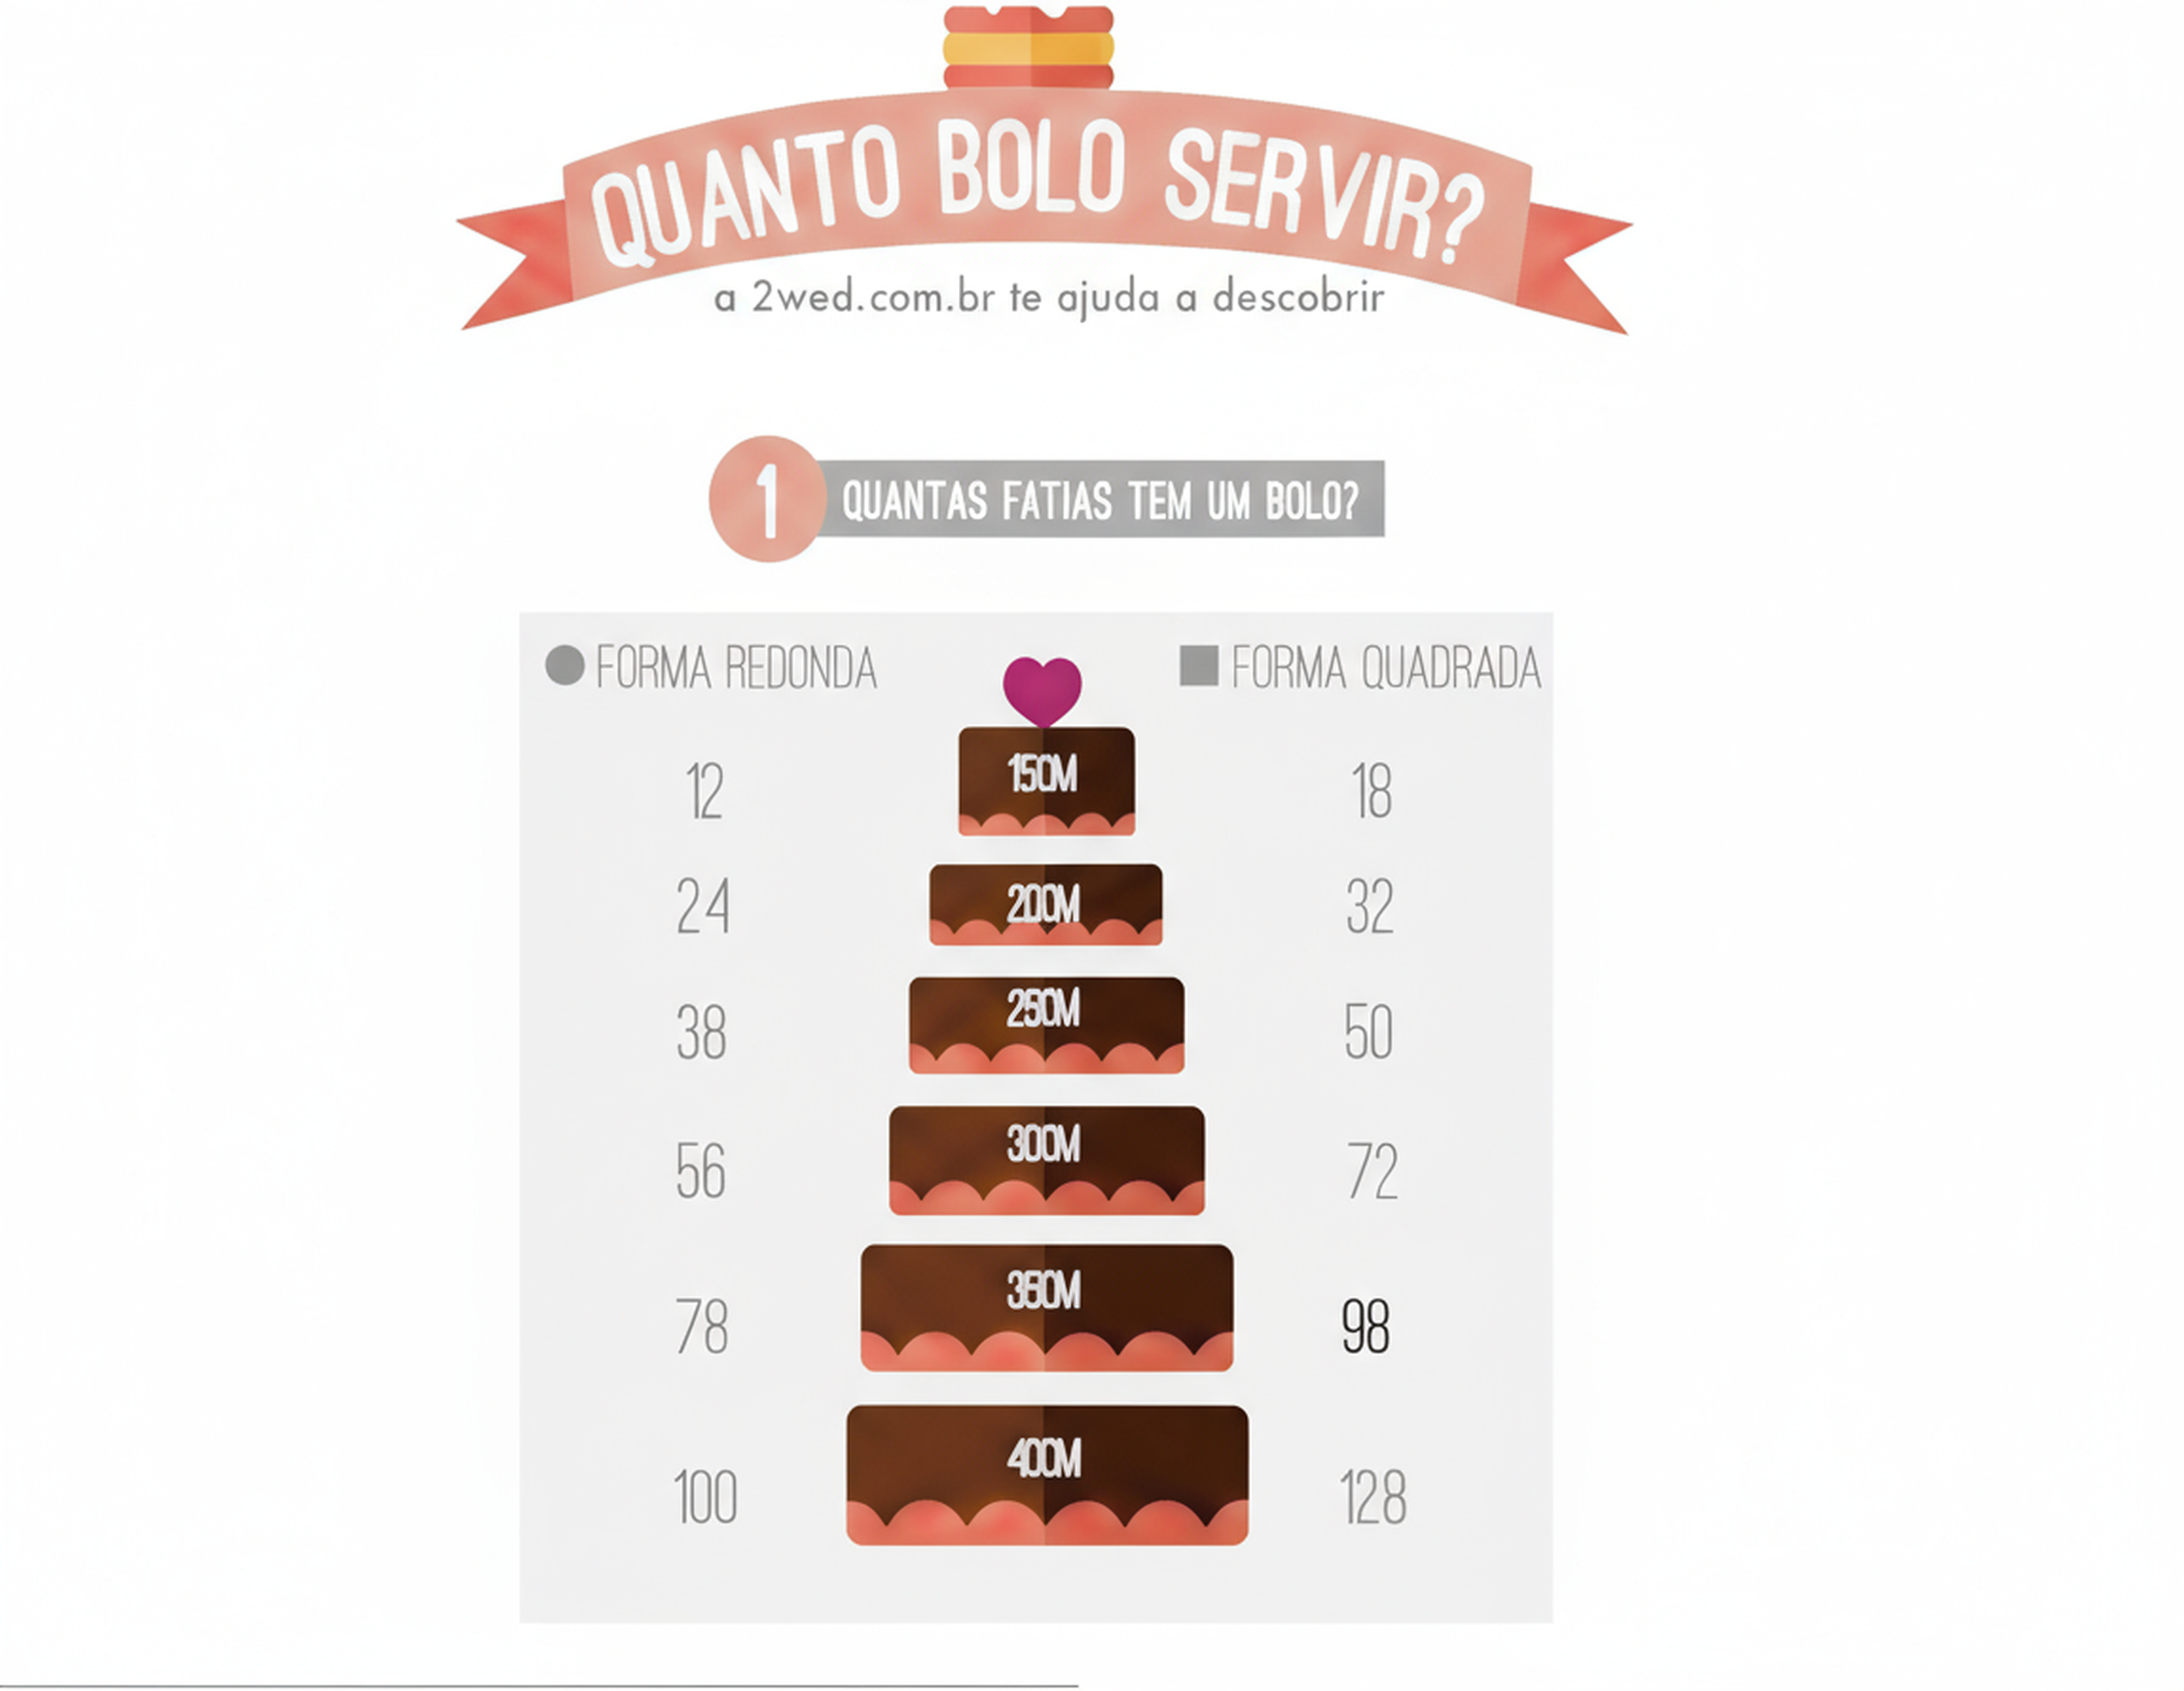 QUANTO BOLO SERVIR?
a 2wed.com.br te ajuda a descobrir
1 QUANTAS FATIAS TEM UM BOLO?
FORMA REDONDA FORMA QUADRADA
12 15CM 18
24 20CM 32
38 25CM 50
56 30CM 72
78 35CM 98
100 40CM 128